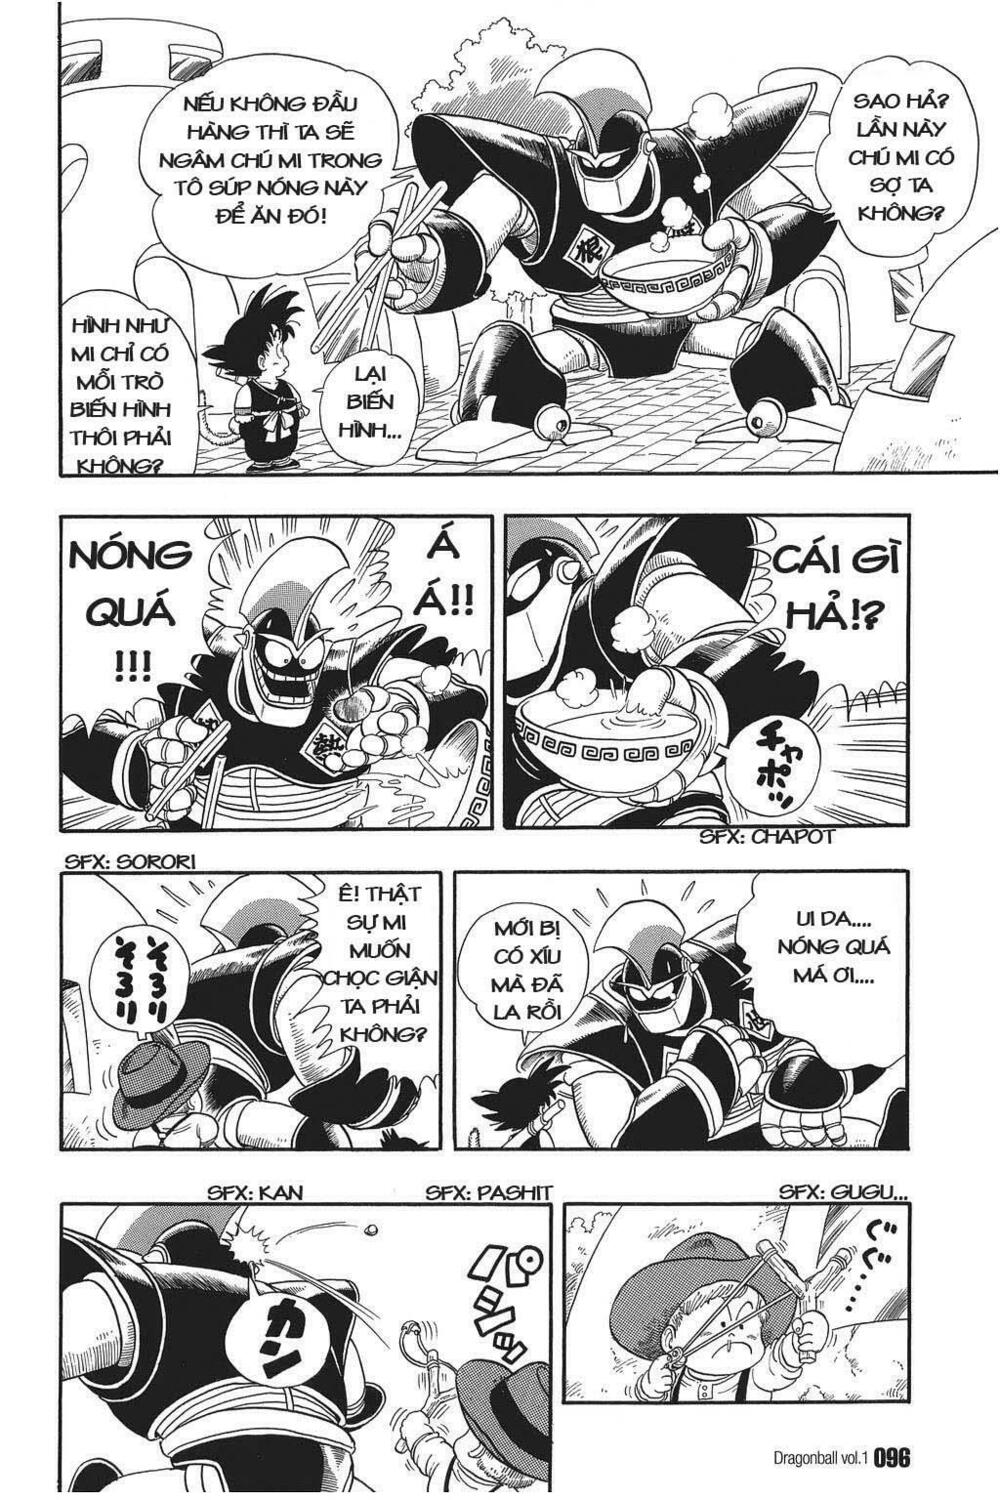 SAO HẢ?
LẦN NÀY
CHÚ MI CÓ
SỢ TA
KHÔNG?
NẾU KHÔNG ĐẦU
HÀNG THÌ TA SẼ
NGÂM CHÚ MI TRONG
TÔ SÚP NÓNG NÀY
ĐỂ ĂN ĐÓ!
根
LẠI
BIẾN
HÌNH...
HÌNH NHƯ
MI CHỈ CÓ
MỖI TRÒ
BIẾN HÌNH
THÔI PHẢI
KHÔNG?
CÁI GÌ
HẢ!?
チャポッ
SFX: CHAPOT
Á
Á!!
NÓNG
QUÁ
!!!
熱
UI DA....
NÓNG QUÁ
MÁ ƠI....
MỚI BỊ
CÓ XÍU
MÀ ĐÃ
LA RỒI
SFX: SORORI
Ê! THẬT
SỰ MI
MUỐN
CHỌC GIẬN
TA PHẢI
KHÔNG?
そろり
そろり
SFX: GUGU...
ぐぐ....
SFX: PASHIT
パシッ
SFX: KAN
カン
Dragonball vol.1 096